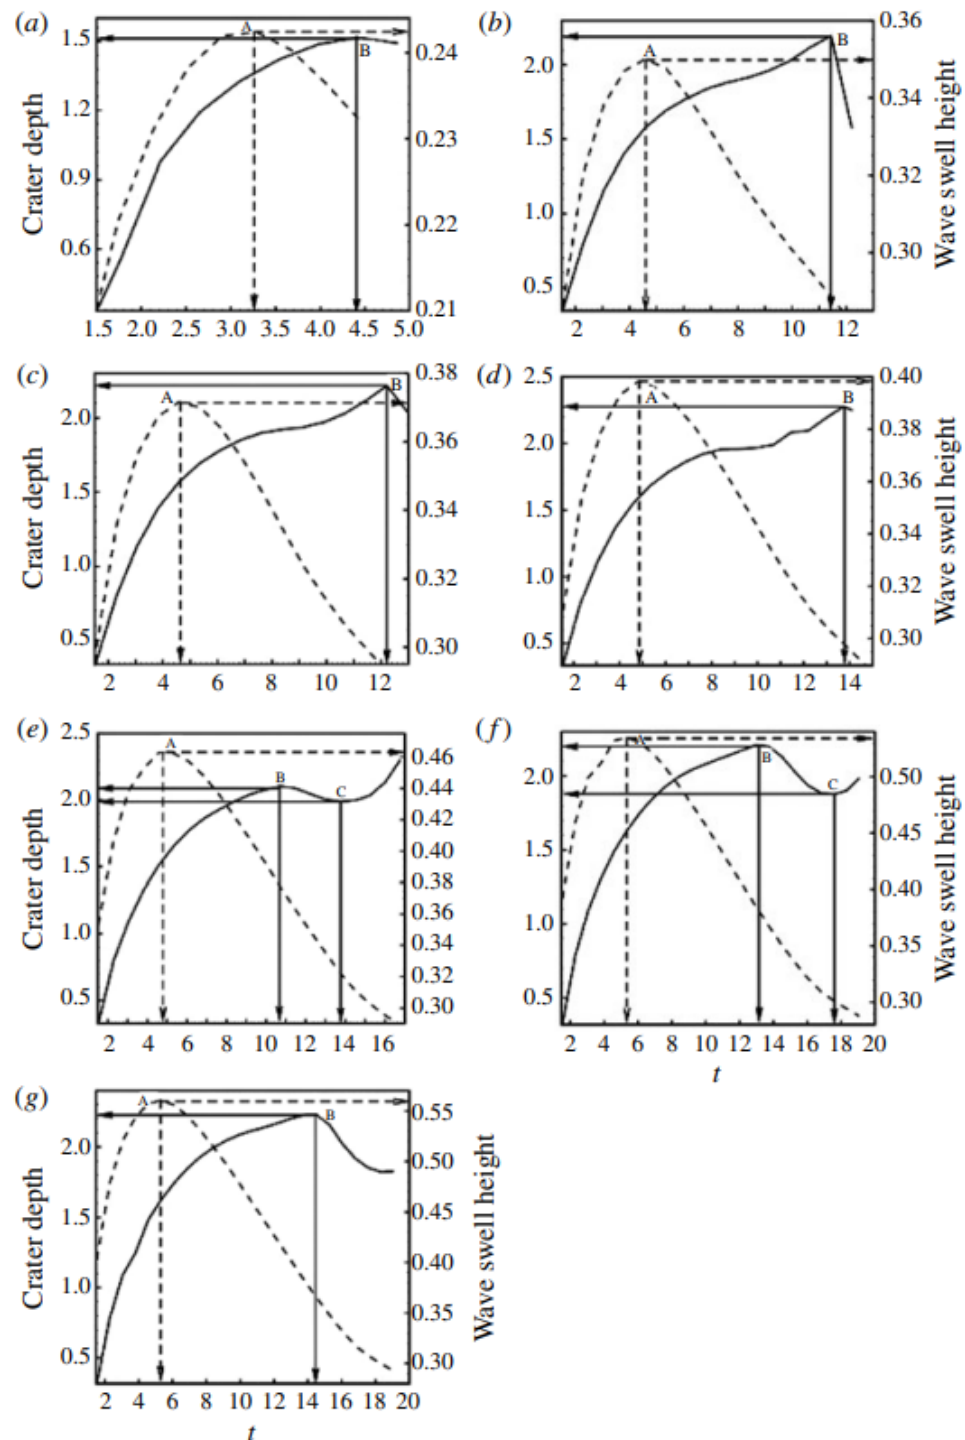 (a)
Crater depth
1.5
1.2
0.9
0.6
A
B
0.24
0.23
0.22
0.21
1.5 2.0 2.5 3.0 3.5 4.0 4.5 5.0
(b)
2.0
1.5
1.0
0.5
A
B
0.36
0.34
0.32
0.30
Wave swell height
2 4 6 8 10 12
(c)
Crater depth
2.0
1.5
1.0
0.5
A
B
0.38
0.36
0.34
0.32
0.30
2 4 6 8 10 12
(d)
2.5
2.0
1.5
1.0
0.5
A
B
0.40
0.38
0.36
0.34
0.32
0.30
Wave swell height
2 4 6 8 10 12 14
(e)
Crater depth
2.5
2.0
1.5
1.0
0.5
A
B
C
0.46
0.44
0.42
0.40
0.38
0.36
0.34
0.32
0.30
2 4 6 8 10 12 14 16
(f)
2.0
1.5
1.0
0.5
A
B
C
0.50
0.45
0.40
0.35
0.30
Wave swell height
2 4 6 8 10 12 14 16 18 20
t
(g)
Crater depth
2.0
1.5
1.0
0.5
A
B
0.55
0.50
0.45
0.40
0.35
0.30
Wave swell height
2 4 6 8 10 12 14 16 18 20
t